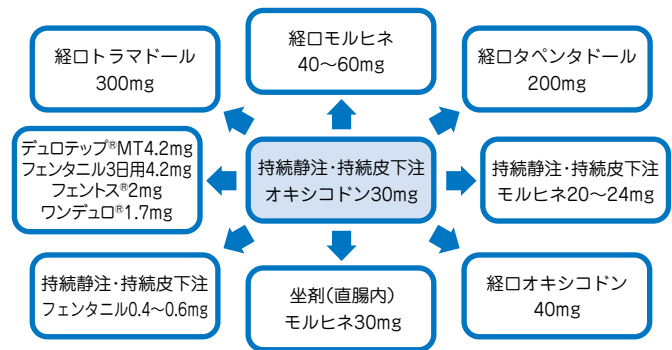 経口トラマドール
300mg
経口モルヒネ
40～60mg
経口タペンタドール
200mg
デュロテップ®MT4.2mg
フェンタニル3日用4.2mg
フェントス®2mg
ワンデュロ®1.7mg
持続静注・持続皮下注
オキシコドン30mg
持続静注・持続皮下注
モルヒネ20～24mg
持続静注・持続皮下注
フェンタニル0.4～0.6mg
坐剤(直腸内)
モルヒネ30mg
経口オキシコドン
40mg